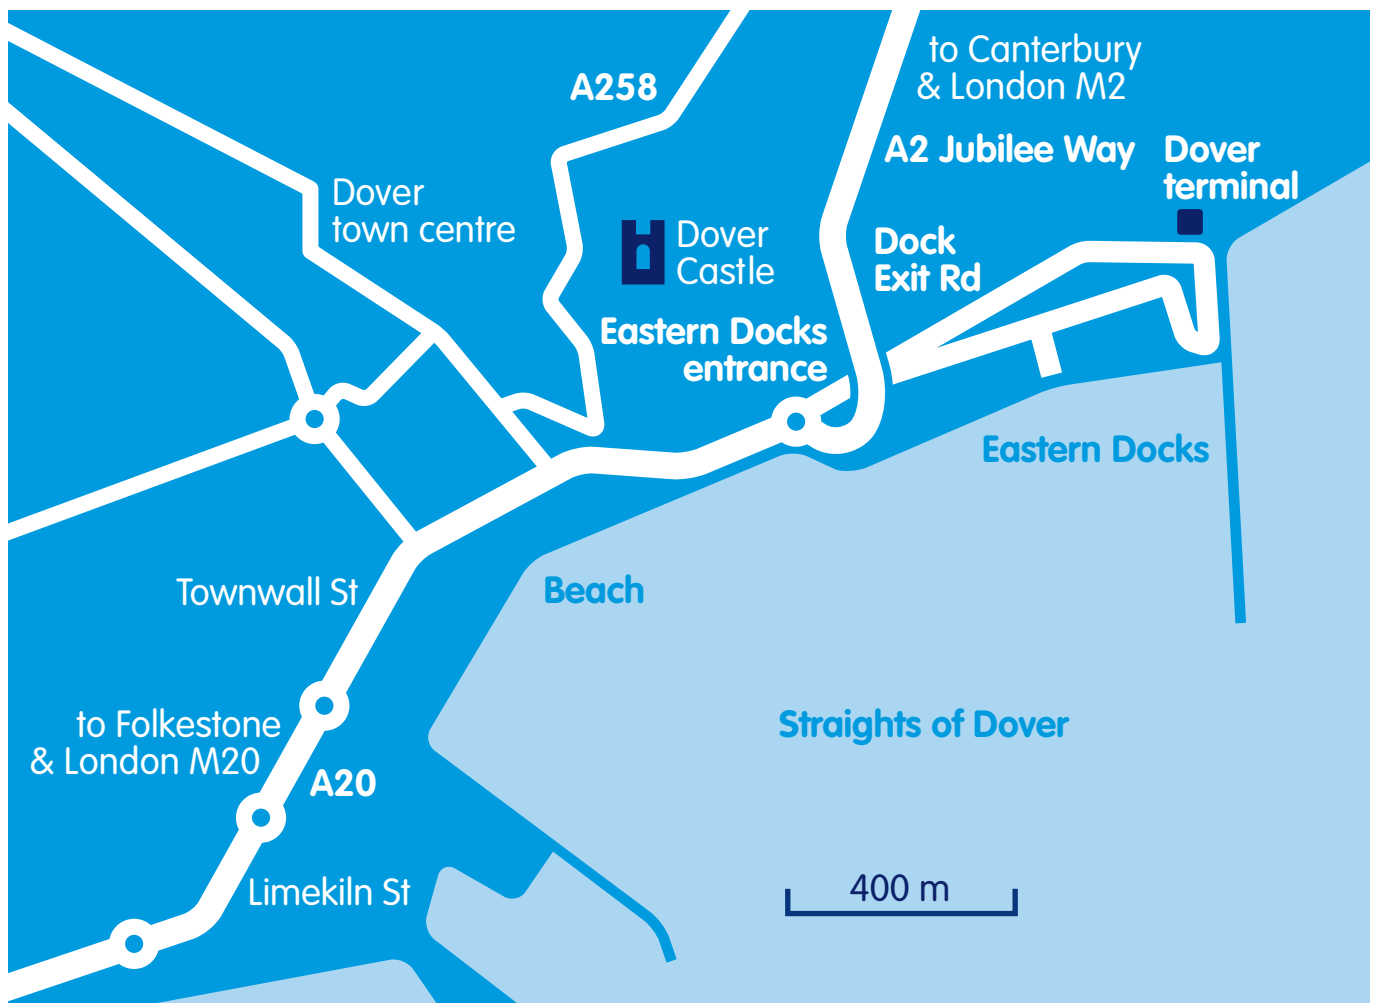 to Canterbury
& London M2
A258
A2 Jubilee Way
Dover
terminal
Dover
town centre
Dover
Castle
Dock
Exit Rd
Eastern Docks
entrance
Eastern Docks
Townwall St
Beach
to Folkestone
& London M20
Straights of Dover
A20
Limekiln St
400 m